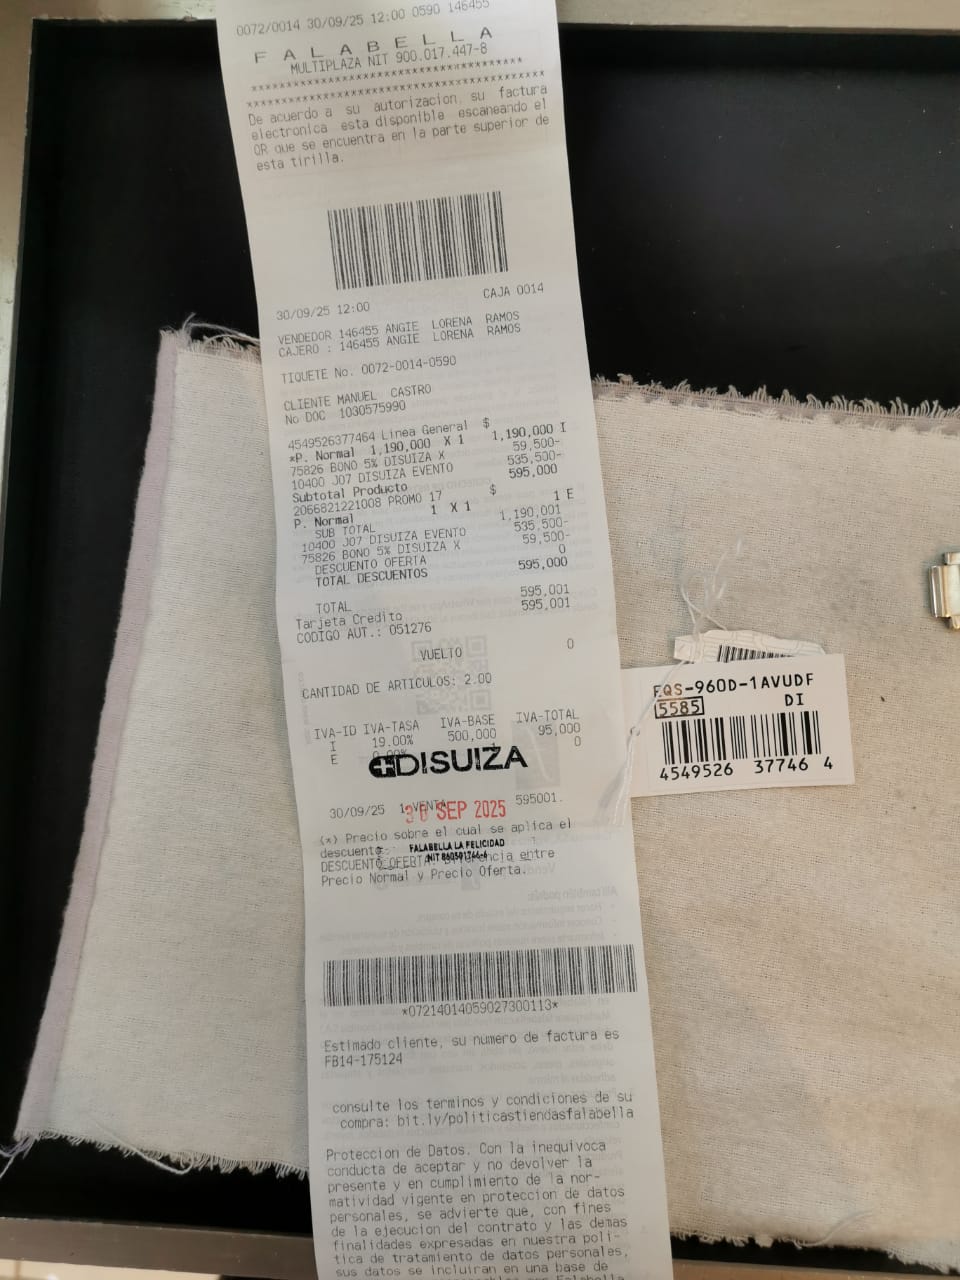 0072/0014 30/09/25 12:00 0590 146455
F A L A B E L L A
MULTIPLAZA NIT 900.017.447-8
De acuerdo a su autorizacion, su factura
electronica esta disponible escaneando el
QR que se encuentra en la parte superior de
esta tirilla.
30/09/25 12:00 CAJA 0014
VENDEDOR 146455 ANGIE LORENA RAMOS
CAJERO : 146455 ANGIE LORENA RAMOS
TIQUETE No. 0072-0014-0590
CLIENTE MANUEL CASTRO
No DOC 1030575990
4549526377464 Linea General $
*P. Normal 1,190,000 X 1 1,190,000 I
75826 BONO 5% DISUIZA X 59,500-
10400 J07 DISUIZA EVENTO 535,500-
Subtotal Producto 595,000
2066821221008 PROMO 17 $
P. Normal 1 X 1 1 E
SUB TOTAL 1,190,001
10400 J07 DISUIZA EVENTO 535,500-
75826 BONO 5% DISUIZA X 59,500-
DESCUENTO OFERTA 0
TOTAL DESCUENTOS 595,000
TOTAL 595,001
Tarjeta Credito 595,001
CODIGO AUT.: 051276
VUELTO 0
CANTIDAD DE ARTICULOS: 2.00
IVA-ID IVA-TASA IVA-BASE IVA-TOTAL
I 19.00% 500,000 95,000
E 0.00% 1 0
DISUIZA
30/09/25 1 VENTA 595001.
30 SEP 2025
(*) Precio sobre el cual se aplica el
descuento.
FALABELLA LA FELICIDAD
DESCUENTO OFERTA: Diferencia entre
Precio Normal y Precio Oferta.
*07214014059027300113*
Estimado cliente, su numero de factura es
FB14-175124
consulte los terminos y condiciones de su
compra: bit.ly/politicastiendasfalabella
Proteccion de Datos. Con la inequivoca
conducta de aceptar y no devolver la
presente y en cumplimiento de la nor-
matividad vigente en proteccion de datos
personales, se advierte que, con fines
de la ejecucion del contrato y las demas
finalidades expresadas en nuestra poli-
tica de tratamiento de datos personales,
sus datos se incluiran en una base de
EQS-960D-1AVUDF
5585 DI
4549526 37746 4